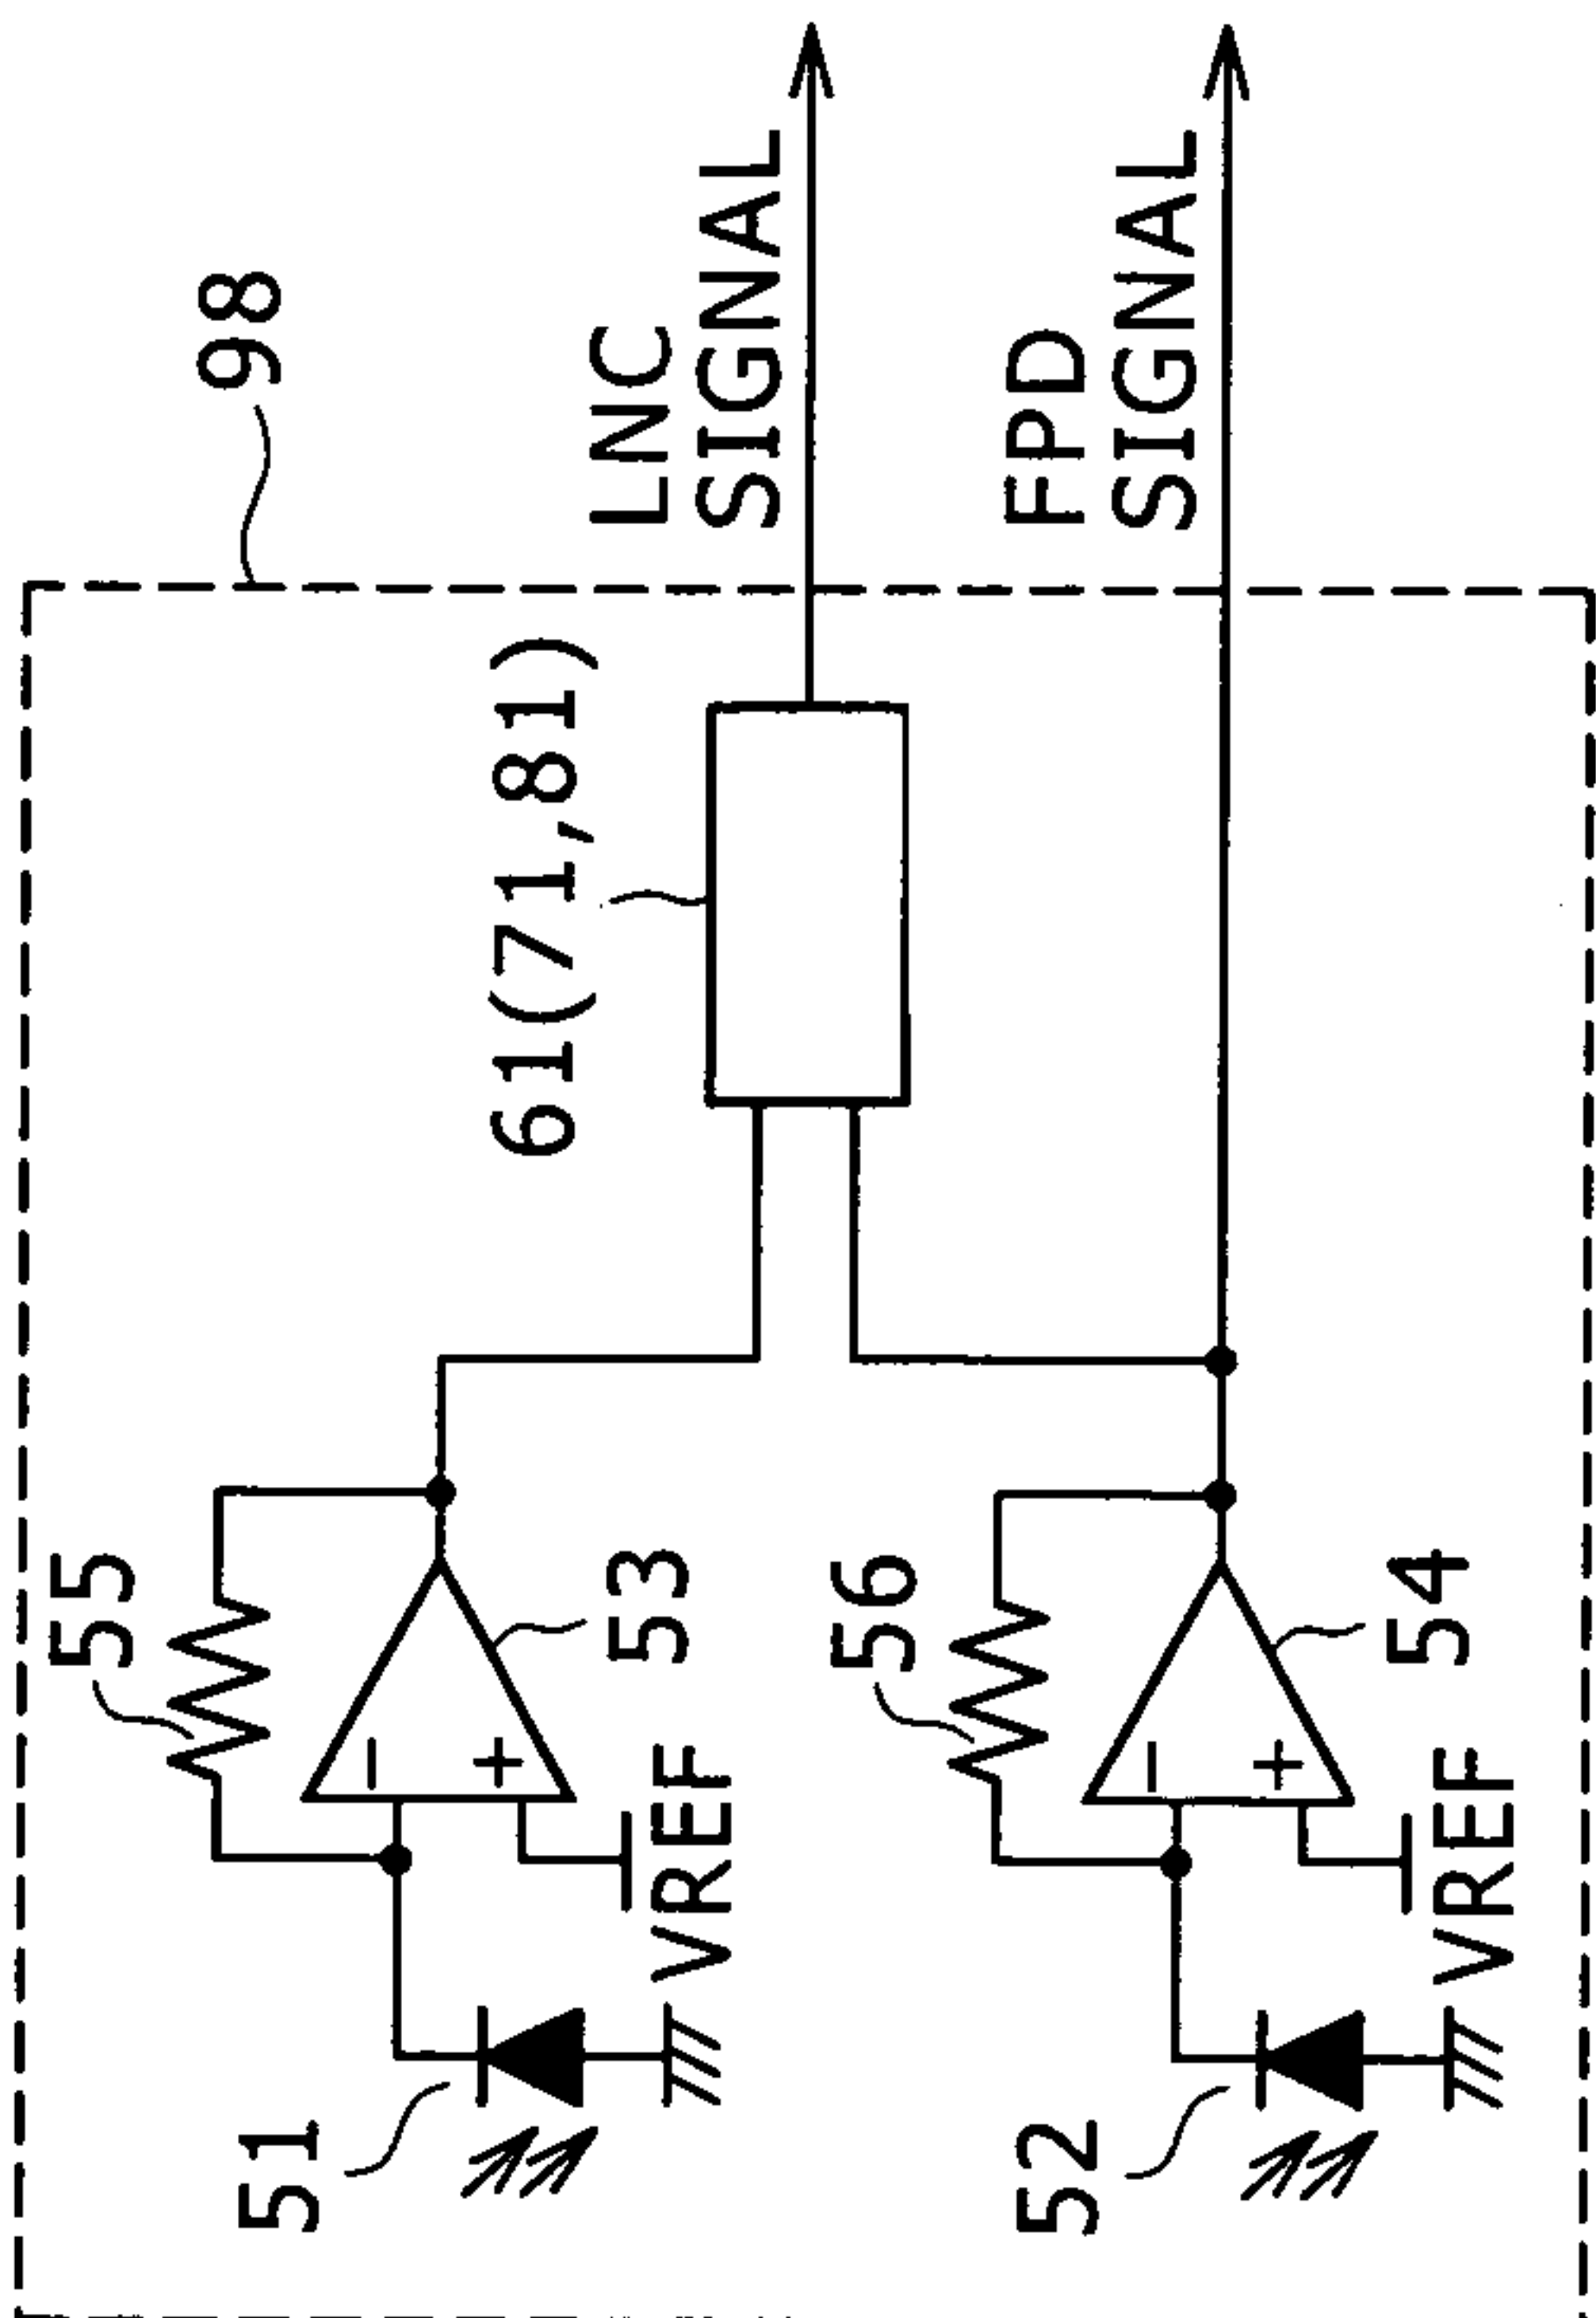 98
LNC
SIGNAL
FPD
SIGNAL
61(71,81)
55
53
VREF
56
54
VREF
51
52
−
+
−
+